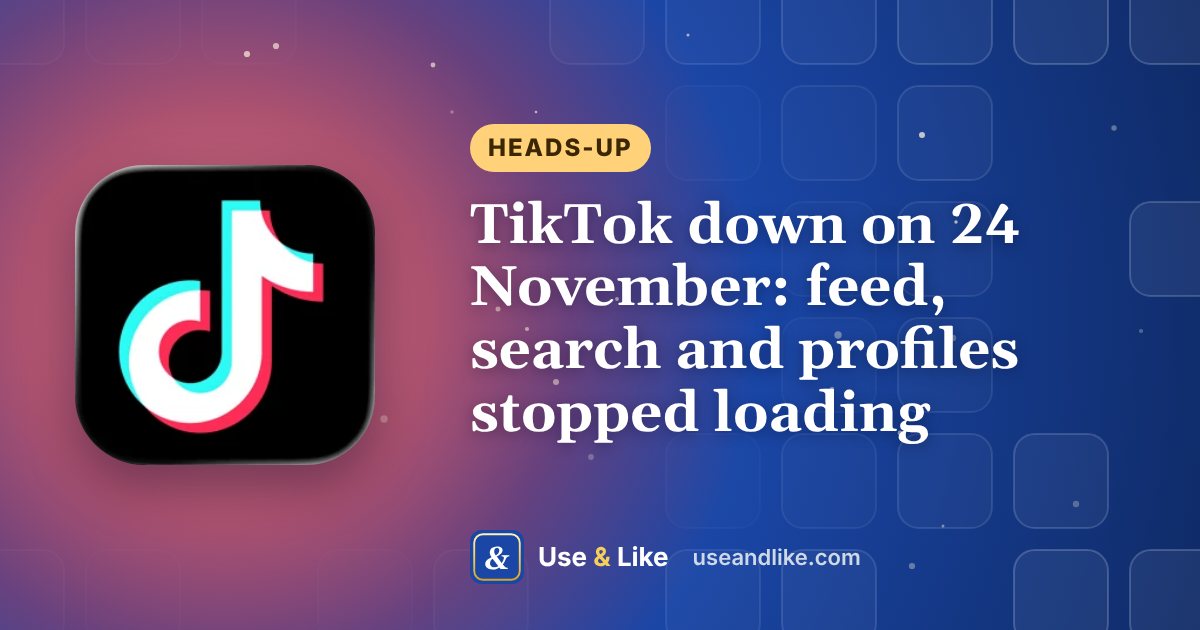 HEADS-UP
TikTok down on 24
November: feed,
search and profiles
stopped loading
& Use & Like useandlike.com